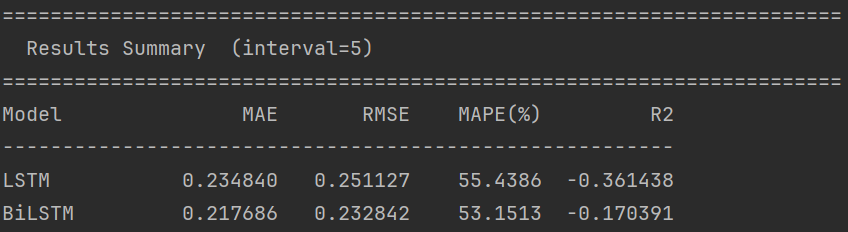 ======================================================================
  Results Summary  (interval=5)
======================================================================
Model               MAE       RMSE    MAPE(%)         R2
--------------------------------------------------------
LSTM           0.234840   0.251127    55.4386  -0.361438
BiLSTM         0.217686   0.232842    53.1513  -0.170391